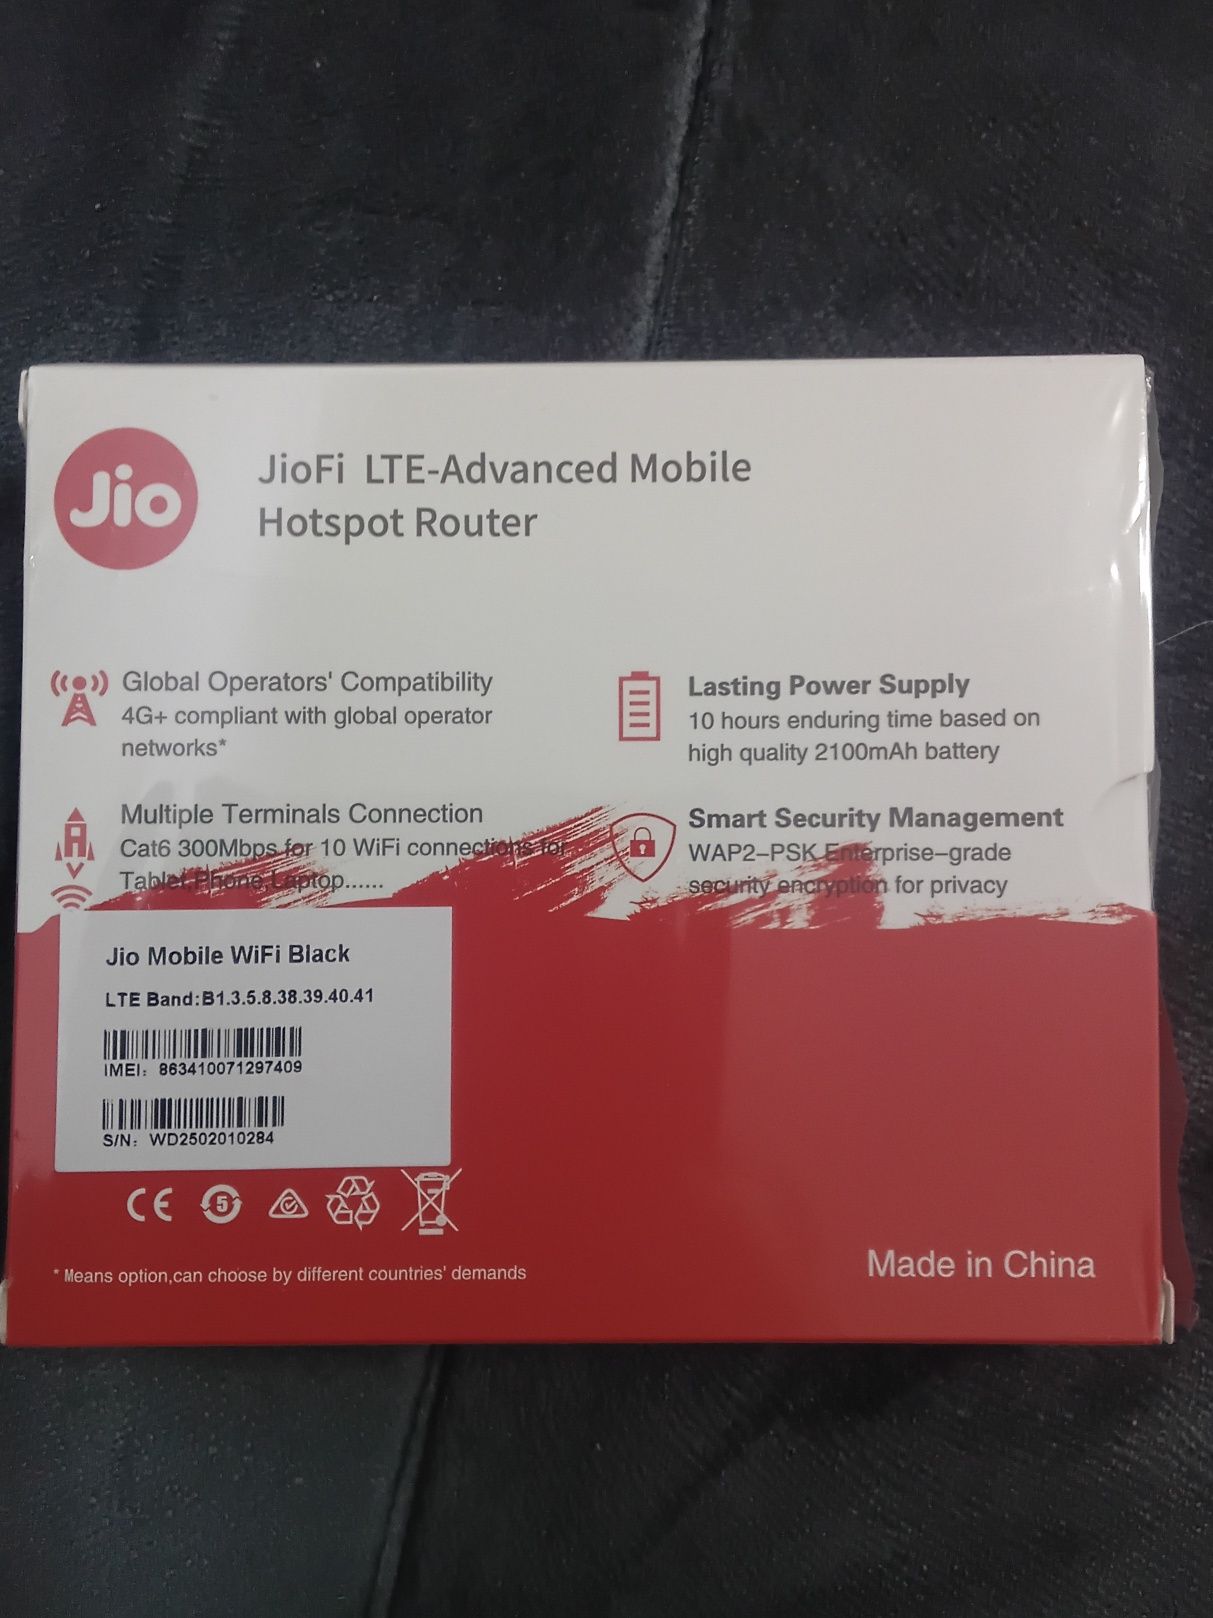 Jio
JioFi LTE-Advanced Mobile
Hotspot Router
Global Operators' Compatibility
4G+ compliant with global operator
networks*
Lasting Power Supply
10 hours enduring time based on
high quality 2100mAh battery
Multiple Terminals Connection
Cat6 300Mbps for 10 WiFi connections for
Tablet,Phone,Laptop......
Smart Security Management
WAP2–PSK Enterprise–grade
security encryption for privacy
Jio Mobile WiFi Black
LTE Band:B1.3.5.8.38.39.40.41
IMEI: 863410071297409
S/N: WD2502010284
CE 5
* Means option,can choose by different countries' demands
Made in China